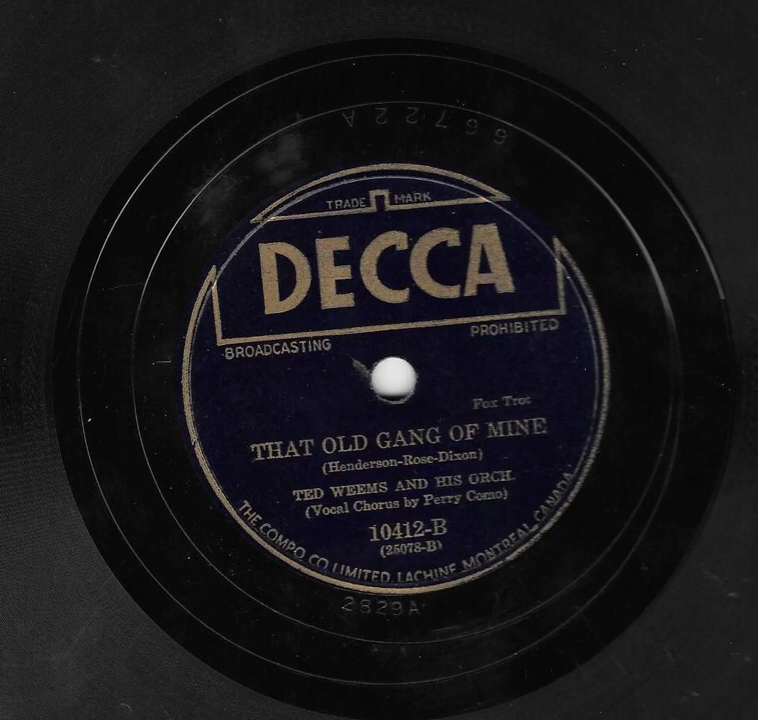 66722A
TRADE MARK
DECCA
BROADCASTING PROHIBITED
Fox Trot
THAT OLD GANG OF MINE
(Henderson-Rose-Dixon)
TED WEEMS AND HIS ORCH.
(Vocal Chorus by Perry Como)
10412-B
(25078-B)
THE COMPO CO. LIMITED, LACHINE, MONTREAL, CANADA
2829A